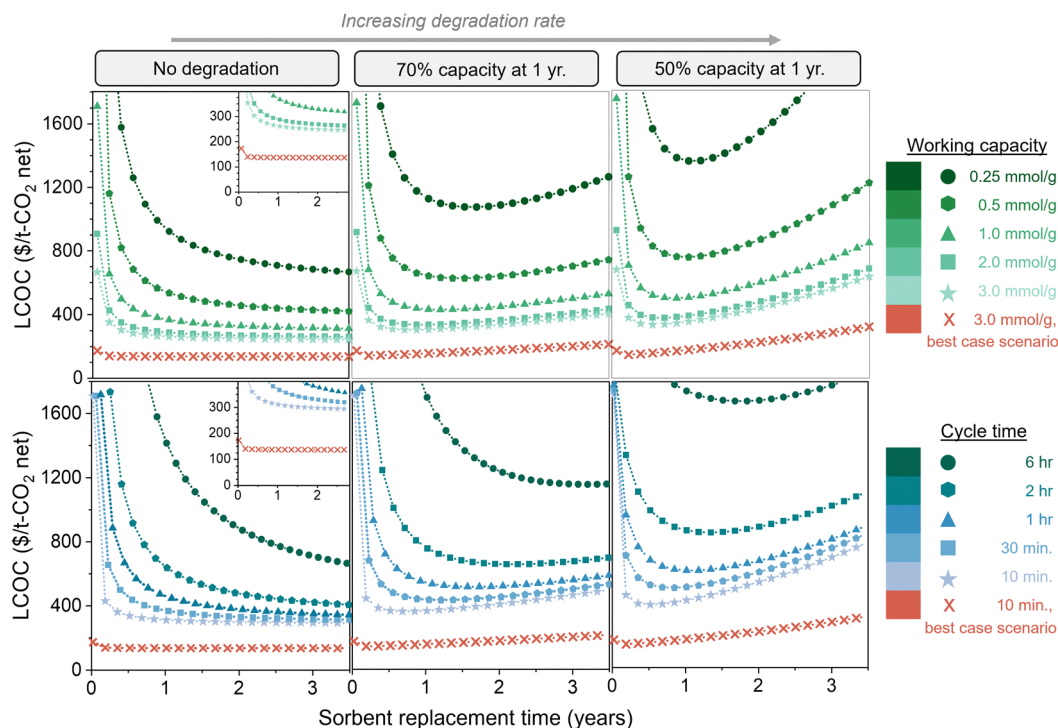 Increasing degradation rate
No degradation
70% capacity at 1 yr.
50% capacity at 1 yr.
LCOC ($/t-CO₂ net)
1600
1200
800
400
0
300
200
100
0
0 1 2
Working capacity
0.25 mmol/g
0.5 mmol/g
1.0 mmol/g
2.0 mmol/g
3.0 mmol/g
3.0 mmol/g,
best case scenario
LCOC ($/t-CO₂ net)
1600
1200
800
400
0
300
200
100
0
0 1 2
Cycle time
6 hr
2 hr
1 hr
30 min.
10 min.
10 min.,
best case scenario
0 1 2 3 0 1 2 3 0 1 2 3
Sorbent replacement time (years)